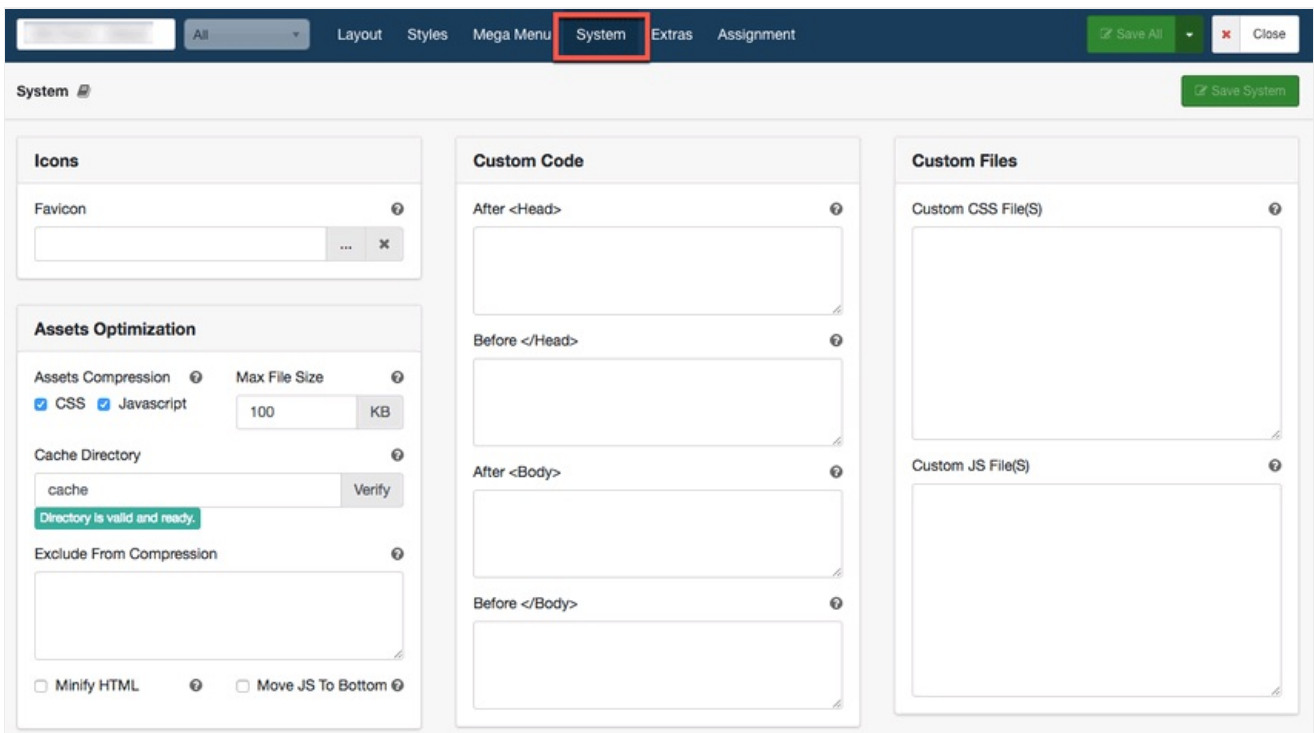 All Layout Styles Mega Menu System Extras Assignment Save All Close
System
Save System
Icons
Favicon
...
Assets Optimization
Assets Compression Max File Size
CSS Javascript 100 KB
Cache Directory
cache Verify
Directory is valid and ready.
Exclude From Compression
Minify HTML Move JS To Bottom
Custom Code
After <Head>
Before </Head>
After <Body>
Before </Body>
Custom Files
Custom CSS File(S)
Custom JS File(S)